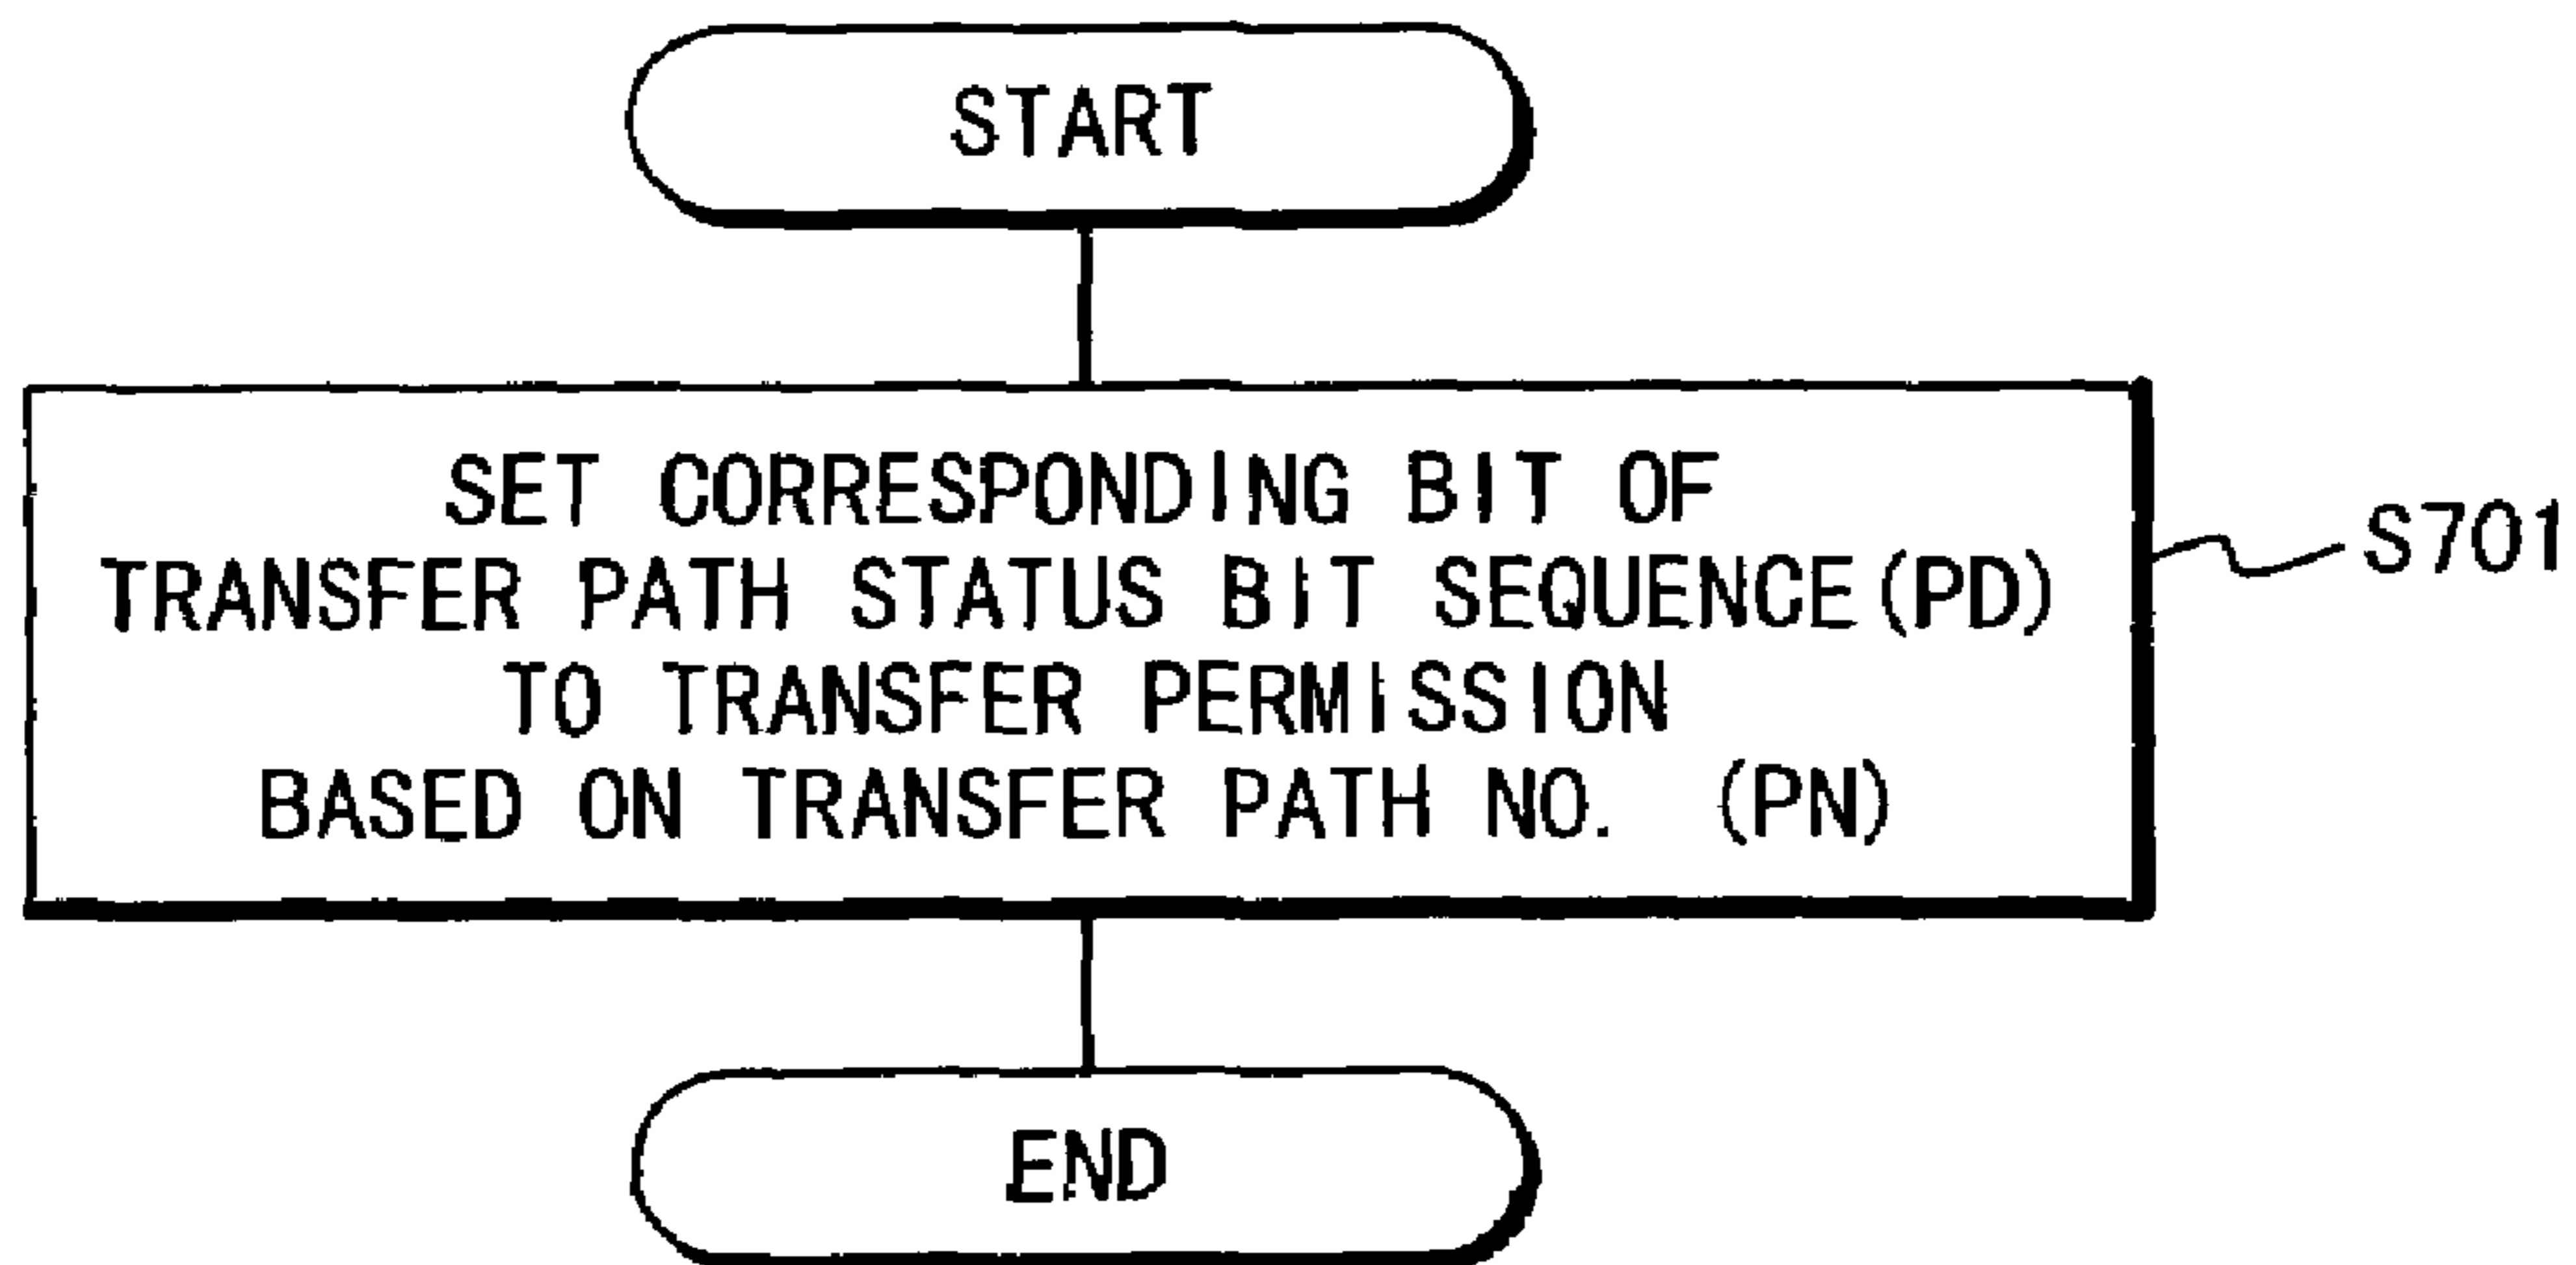 START
SET CORRESPONDING BIT OF
TRANSFER PATH STATUS BIT SEQUENCE(PD)
TO TRANSFER PERMISSION
BASED ON TRANSFER PATH NO. (PN)
S701
END